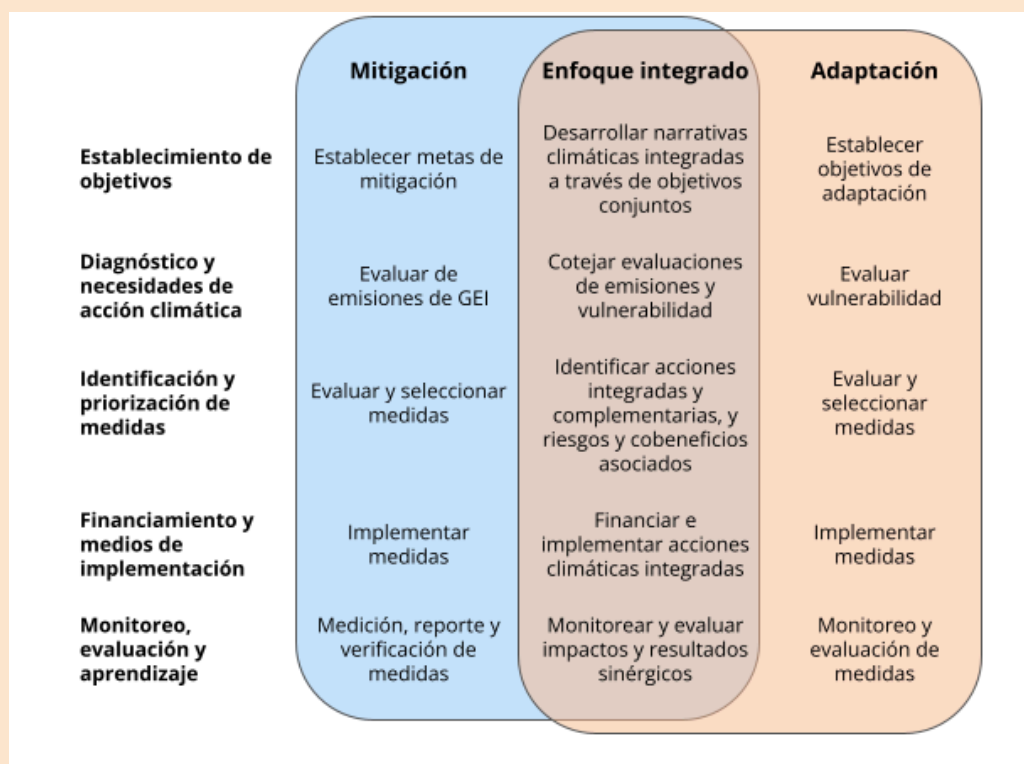 Mitigación
Enfoque integrado
Adaptación
Establecimiento de
objetivos
Establecer metas de
mitigación
Desarrollar narrativas
climáticas integradas
a través de objetivos
conjuntos
Establecer
objetivos de
adaptación
Diagnóstico y
necesidades de
acción climática
Evaluar de
emisiones de GEI
Cotejar evaluaciones
de emisiones y
vulnerabilidad
Evaluar
vulnerabilidad
Identificación y
priorización de
medidas
Evaluar y seleccionar
medidas
Identificar acciones
integradas y
complementarias, y
riesgos y cobeneficios
asociados
Evaluar y
seleccionar
medidas
Financiamiento y
medios de
implementación
Implementar
medidas
Financiar e
implementar acciones
climáticas integradas
Implementar
medidas
Monitoreo,
evaluación y
aprendizaje
Medición, reporte y
verificación de
medidas
Monitorear y evaluar
impactos y resultados
sinérgicos
Monitoreo y
evaluación de
medidas